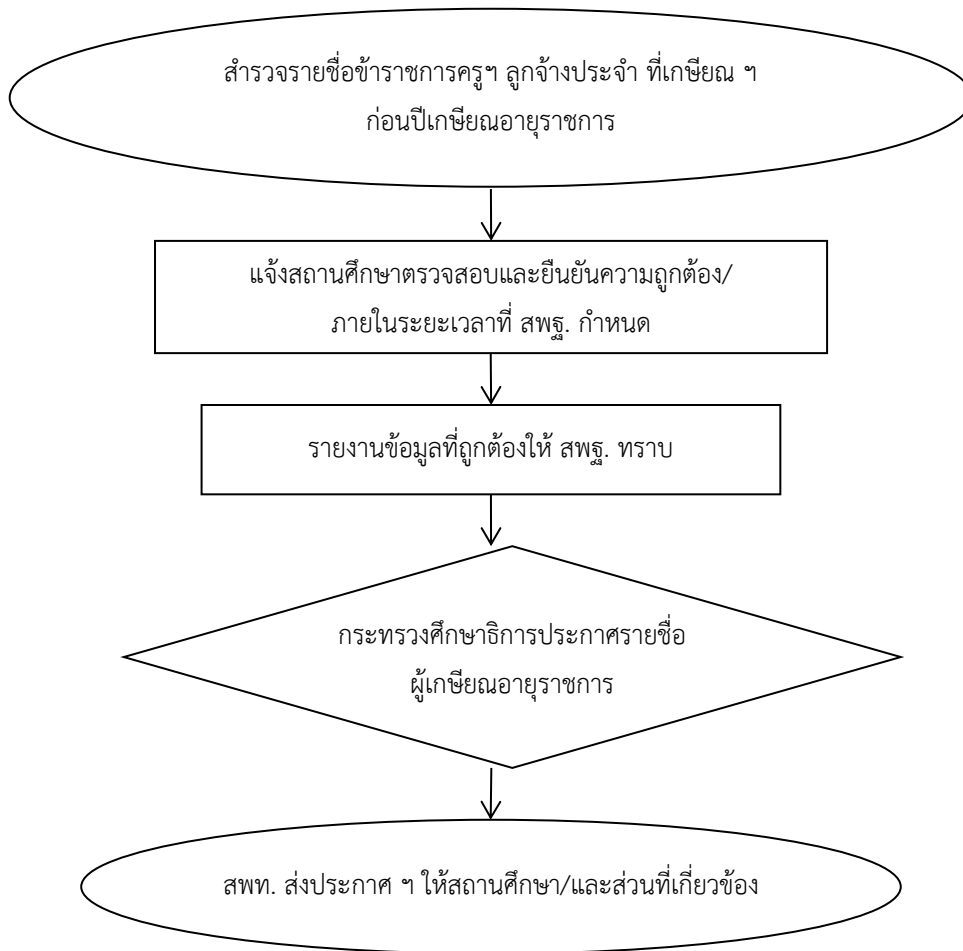 สำรวจรายชื่อข้าราชการครูฯ ลูกจ้างประจำ ที่เกษียณ ฯ
ก่อนปีเกษียณอายุราชการ
แจ้งสถานศึกษาตรวจสอบและยืนยันความถูกต้อง/
ภายในระยะเวลาที่ สพฐ. กำหนด
รายงานข้อมูลที่ถูกต้องให้ สพฐ. ทราบ
กระทรวงศึกษาธิการประกาศรายชื่อ
ผู้เกษียณอายุราชการ
สพท. ส่งประกาศ ฯ ให้สถานศึกษา/และส่วนที่เกี่ยวข้อง